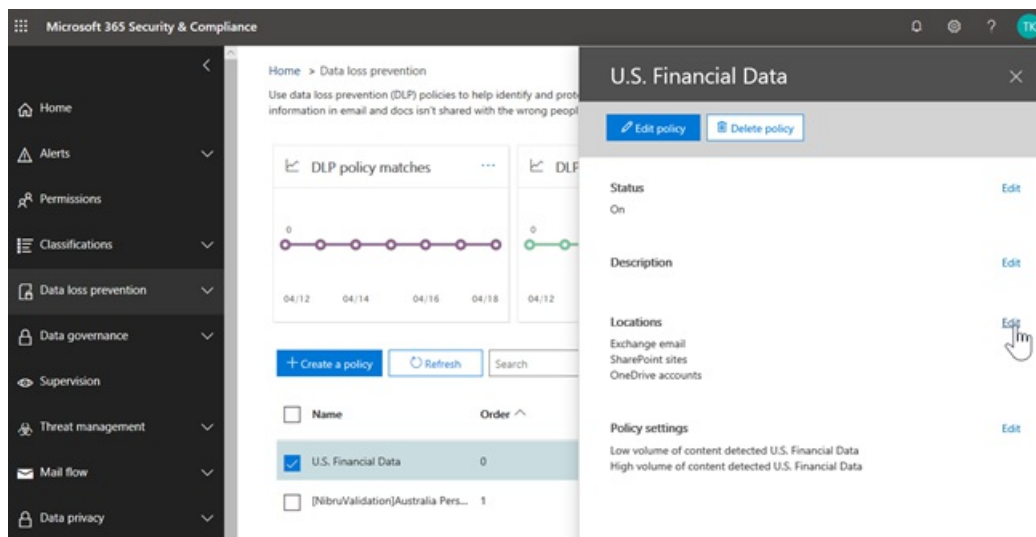 Microsoft 365 Security & Compliance
?
TK
Home
Alerts
Permissions
Classifications
Data loss prevention
Data governance
Supervision
Threat management
Mail flow
Data privacy
Home > Data loss prevention
Use data loss prevention (DLP) policies to help identify and prote
information in email and docs isn't shared with the wrong peopl
DLP policy matches
...
0
04/12 04/14 04/16 04/18
DLP
0
04/12
+ Create a policy
Refresh
Search
Name Order
U.S. Financial Data 0
[NibruValidation]Australia Pers... 1
U.S. Financial Data
Edit policy
Delete policy
Status Edit
On
Description Edit
Locations Edit
Exchange email
SharePoint sites
OneDrive accounts
Policy settings Edit
Low volume of content detected U.S. Financial Data
High volume of content detected U.S. Financial Data